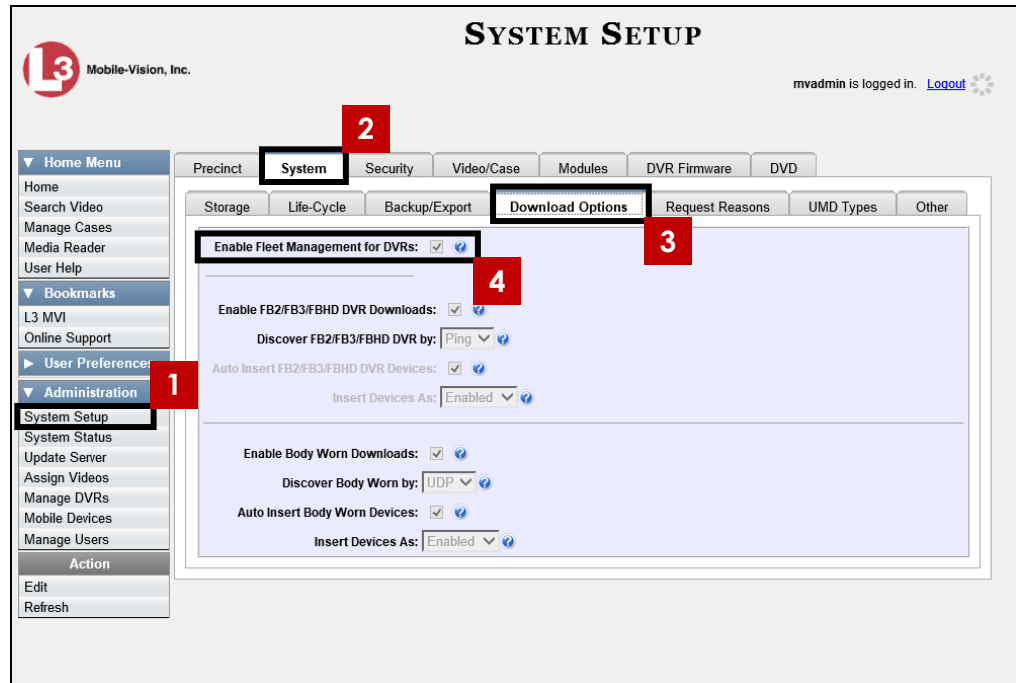 SYSTEM SETUP
L3 Mobile-Vision, Inc.
mvadmin is logged in. Logout
2
▼ Home Menu
Home
Search Video
Manage Cases
Media Reader
User Help
▼ Bookmarks
L3 MVI
Online Support
▶ User Preferences
1
▼ Administration
System Setup
System Status
Update Server
Assign Videos
Manage DVRs
Mobile Devices
Manage Users
Action
Edit
Refresh
Precinct System Security Video/Case Modules DVR Firmware DVD
Storage Life-Cycle Backup/Export Download Options Request Reasons UMD Types Other
3
Enable Fleet Management for DVRs:
4
Enable FB2/FB3/FBHD DVR Downloads:
Discover FB2/FB3/FBHD DVR by: Ping
Auto Insert FB2/FB3/FBHD DVR Devices:
Insert Devices As: Enabled
Enable Body Worn Downloads:
Discover Body Worn by: UDP
Auto Insert Body Worn Devices:
Insert Devices As: Enabled